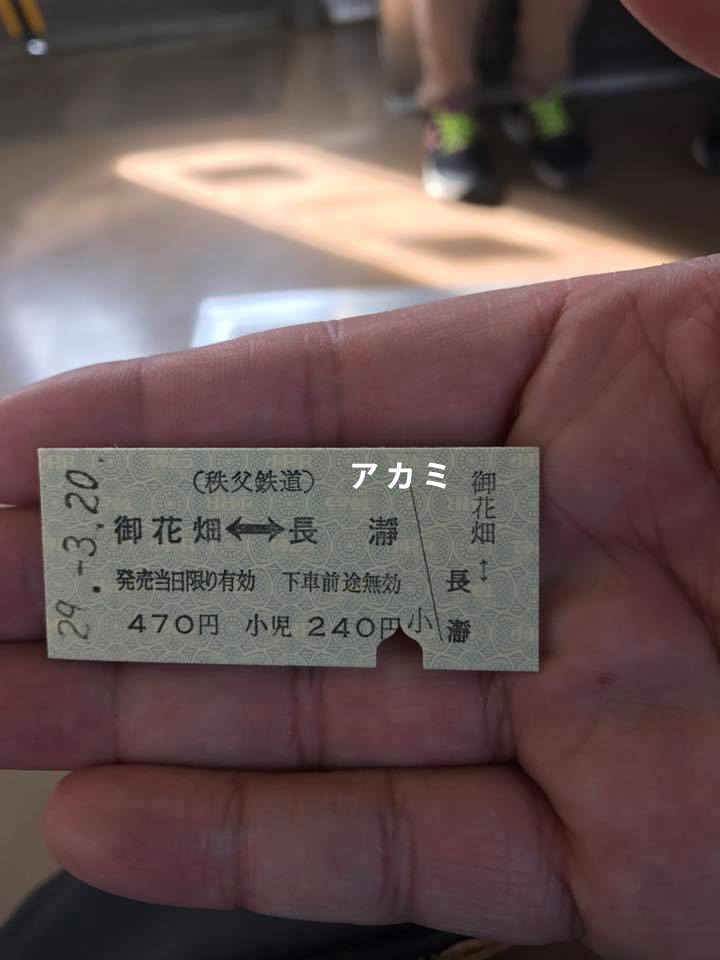 29.-3.20.
(秩父鉄道)
アカミ
御花畑↔長瀞
発売当日限り有効 下車前途無効
470円 小児 240円
小
御花畑
↕
長瀞